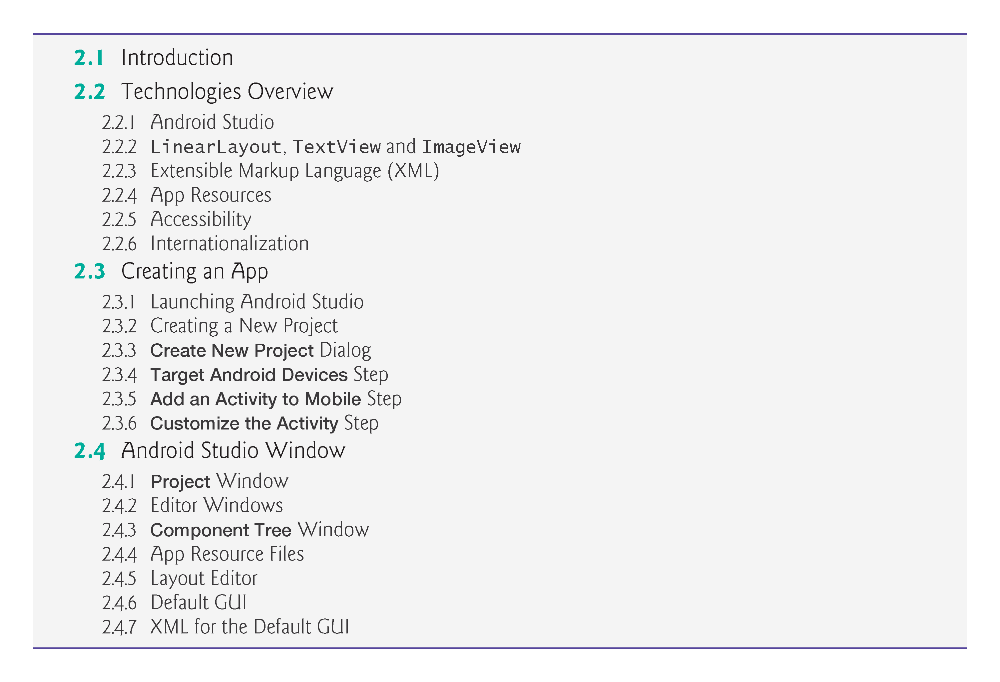 2.1 Introduction
2.2 Technologies Overview
2.2.1 Android Studio
2.2.2 LinearLayout, TextView and ImageView
2.2.3 Extensible Markup Language (XML)
2.2.4 App Resources
2.2.5 Accessibility
2.2.6 Internationalization
2.3 Creating an App
2.3.1 Launching Android Studio
2.3.2 Creating a New Project
2.3.3 Create New Project Dialog
2.3.4 Target Android Devices Step
2.3.5 Add an Activity to Mobile Step
2.3.6 Customize the Activity Step
2.4 Android Studio Window
2.4.1 Project Window
2.4.2 Editor Windows
2.4.3 Component Tree Window
2.4.4 App Resource Files
2.4.5 Layout Editor
2.4.6 Default GUI
2.4.7 XML for the Default GUI